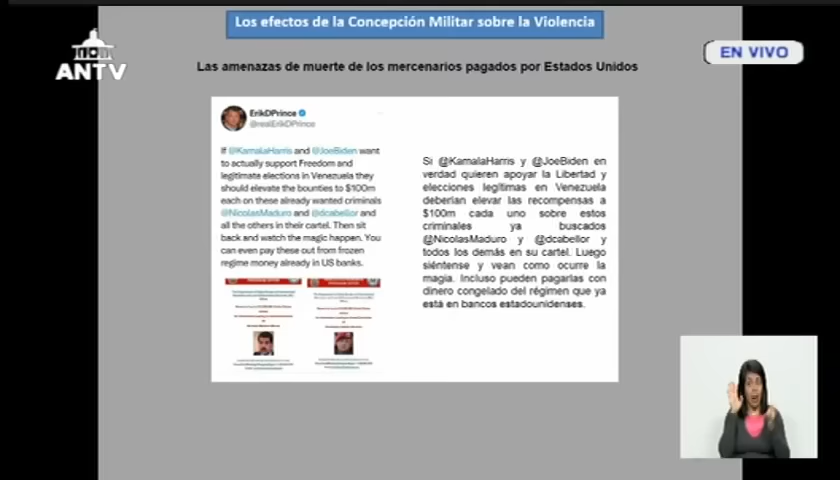 Los efectos de la Concepción Militar sobre la Violencia
ANTV
EN VIVO
Las amenazas de muerte de los mercenarios pagados por Estados Unidos
ErikDPrince
@realErikDPrince
If @KamalaHarris and @JoeBiden want
to actually support Freedom and
legitimate elections in Venezuela they
should elevate the bounties to $100m
each on these already wanted criminals
@NicolasMaduro and @dcabellor and
all the others in their cartel. Then sit
back and watch the magic happen. You
can even pay these out from frozen
regime money already in US banks.
Si @KamalaHarris y @JoeBiden en
verdad quieren apoyar la Libertad y
elecciones legítimas en Venezuela
deberían elevar las recompensas a
$100m cada uno sobre estos
criminales ya buscados
@NicolasMaduro y @dcabellor y
todos los demás en su cartel. Luego
siéntense y vean como ocurre la
magia. Incluso pueden pagarlas con
dinero congelado del régimen que ya
está en bancos estadounidenses.